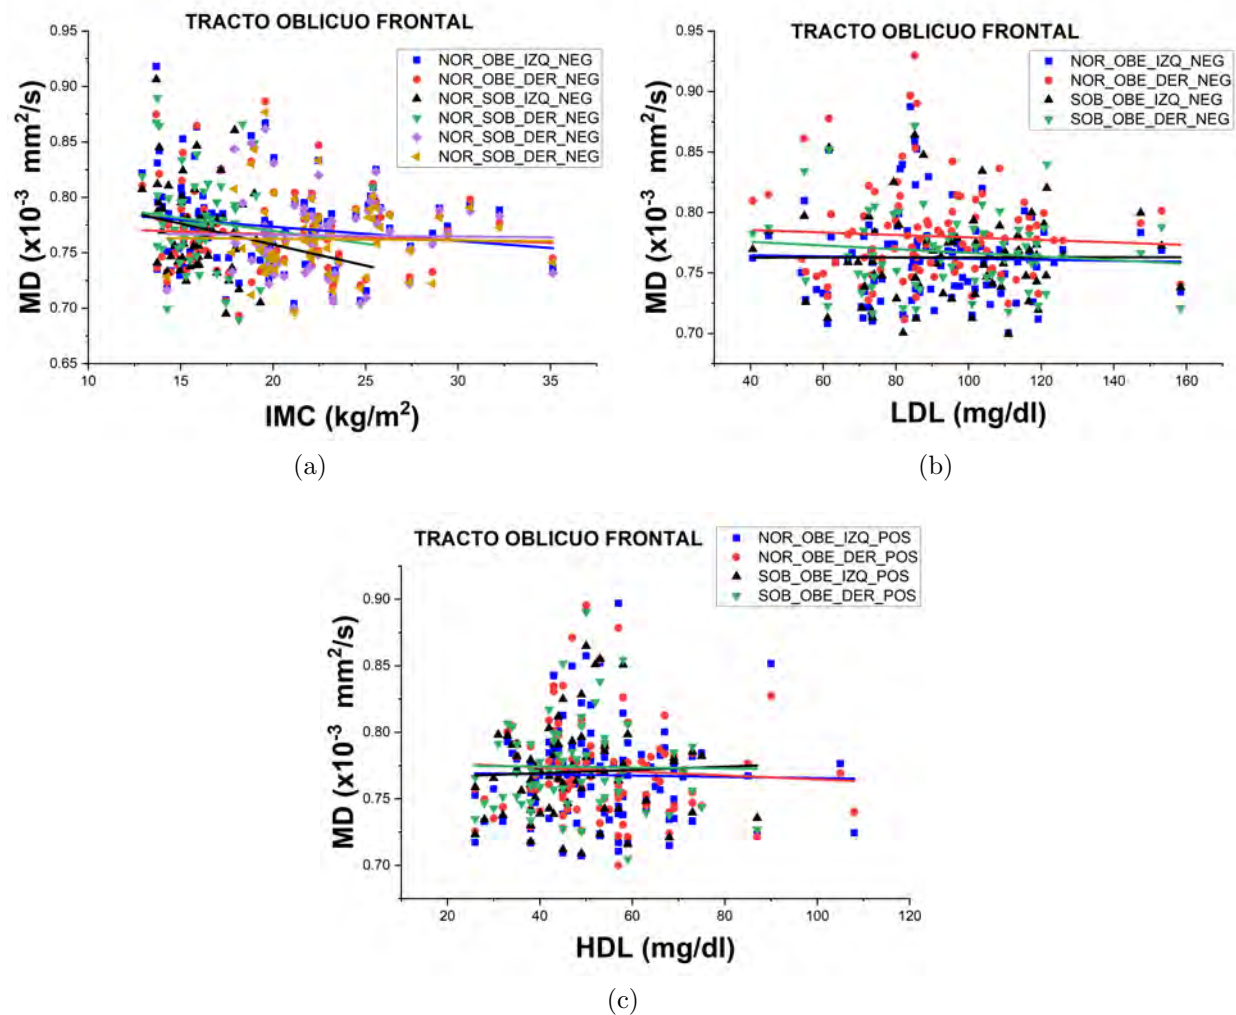 TRACTO OBLICUO FRONTAL
NOR_OBE_IZQ_NEG
NOR_OBE_DER_NEG
NOR_SOB_IZQ_NEG
NOR_SOB_DER_NEG
NOR_SOB_DER_NEG
NOR_SOB_DER_NEG
0.95
0.90
0.85
0.80
0.75
0.70
0.65
MD (x10⁻³ mm²/s)
10 15 20 25 30 35
IMC (kg/m²)
(a)
TRACTO OBLICUO FRONTAL
NOR_OBE_IZQ_NEG
NOR_OBE_DER_NEG
SOB_OBE_IZQ_NEG
SOB_OBE_DER_NEG
0.95
0.90
0.85
0.80
0.75
0.70
MD (x10⁻³ mm²/s)
40 60 80 100 120 140 160
LDL (mg/dl)
(b)
TRACTO OBLICUO FRONTAL
NOR_OBE_IZQ_POS
NOR_OBE_DER_POS
SOB_OBE_IZQ_POS
SOB_OBE_DER_POS
0.90
0.85
0.80
0.75
0.70
MD (x10⁻³ mm²/s)
20 40 60 80 100 120
HDL (mg/dl)
(c)